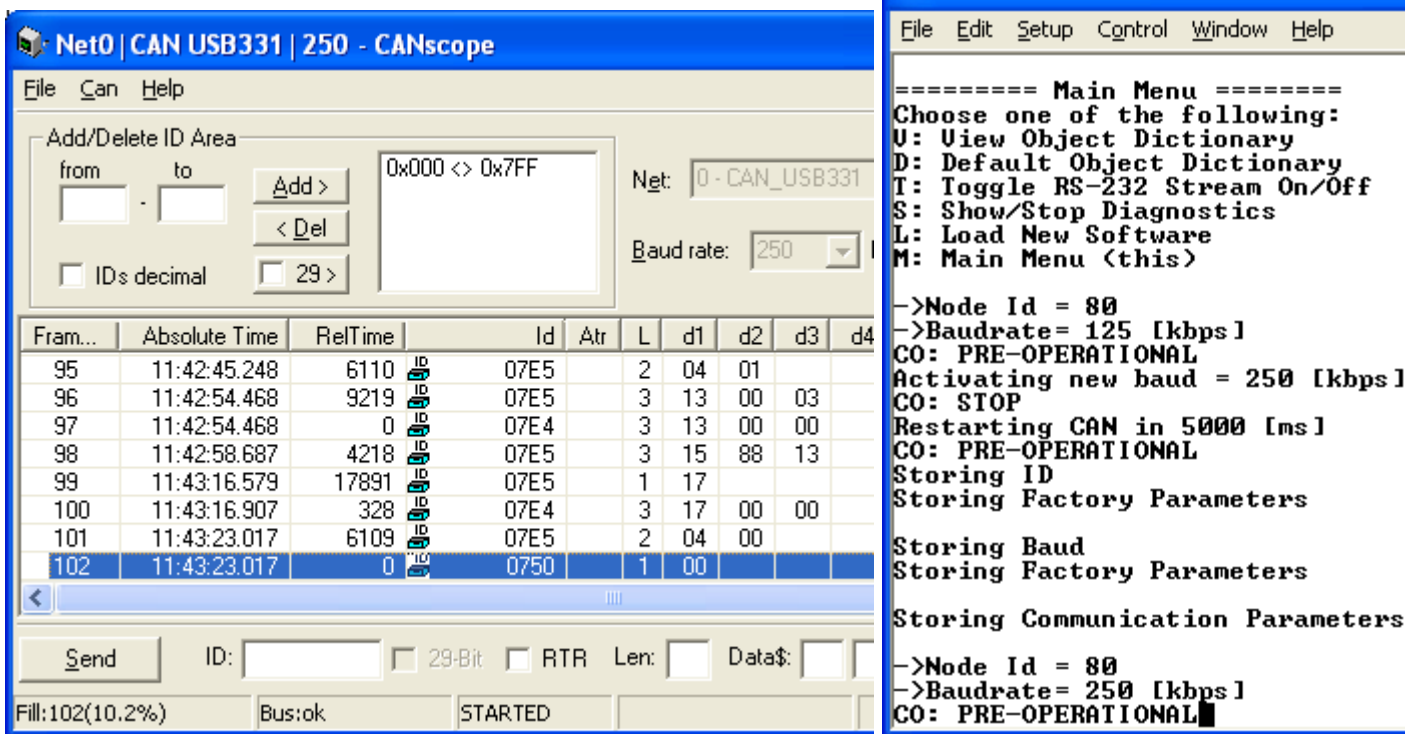 Net0 | CAN USB331 | 250 - CANscope
File Can Help
Add/Delete ID Area
from to
-
Add >
< Del
29 >
IDs decimal
0x000 <> 0x7FF
Net: 0 - CAN_USB331
Baud rate: 250
Fram... Absolute Time RelTime Id Atr L d1 d2 d3 d4
95 11:42:45.248 6110 07E5 2 04 01
96 11:42:54.468 9219 07E5 3 13 00 03
97 11:42:54.468 0 07E4 3 13 00 00
98 11:42:58.687 4218 07E5 3 15 88 13
99 11:43:16.579 17891 07E5 1 17
100 11:43:16.907 328 07E4 3 17 00 00
101 11:43:23.017 6109 07E5 2 04 00
102 11:43:23.017 0 0750 1 00
Send ID: 29-Bit RTR Len: Data$:
Fill:102(10.2%) Bus:ok STARTED
File Edit Setup Control Window Help
========= Main Menu ========
Choose one of the following:
V: View Object Dictionary
D: Default Object Dictionary
T: Toggle RS-232 Stream On/Off
S: Show/Stop Diagnostics
L: Load New Software
M: Main Menu (this)
->Node Id = 80
->Baudrate= 125 [kbps]
CO: PRE-OPERATIONAL
Activating new baud = 250 [kbps]
CO: STOP
Restarting CAN in 5000 [ms]
CO: PRE-OPERATIONAL
Storing ID
Storing Factory Parameters
Storing Baud
Storing Factory Parameters
Storing Communication Parameters
->Node Id = 80
->Baudrate= 250 [kbps]
CO: PRE-OPERATIONAL